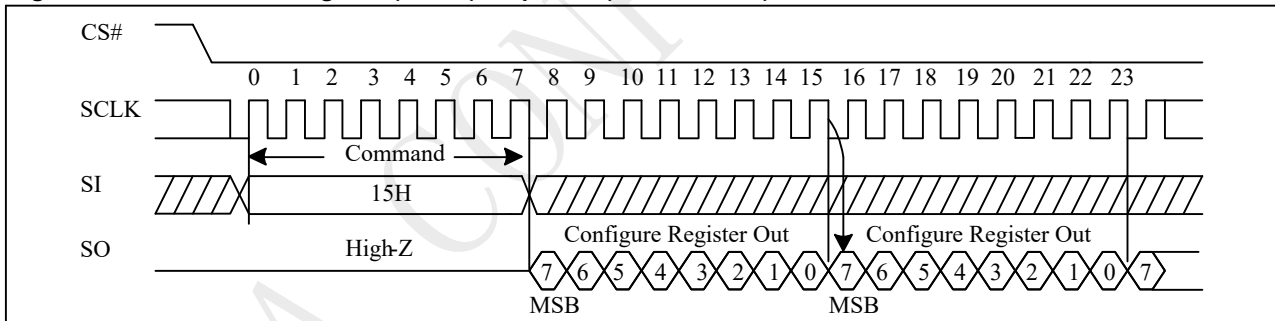 CS#
0 1 2 3 4 5 6 7 8 9 10 11 12 13 14 15 16 17 18 19 20 21 22 23
SCLK
Command
SI
15H
Configure Register Out Configure Register Out
SO
High-Z
7 6 5 4 3 2 1 0 7 6 5 4 3 2 1 0 7
MSB MSB